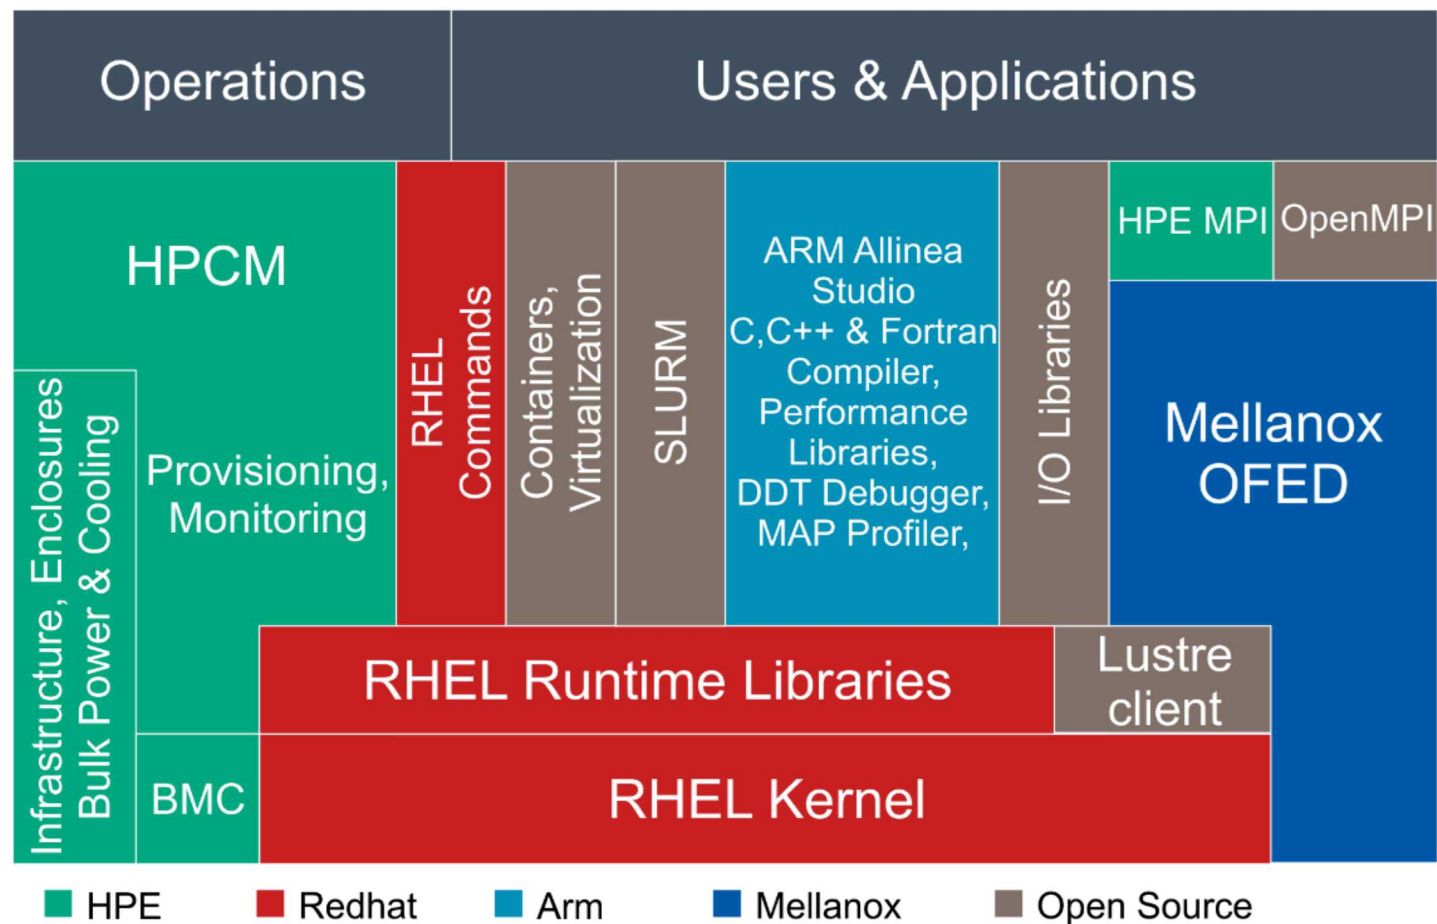 Operations
Users & Applications
HPCM
Provisioning,
Monitoring
Infrastructure, Enclosures
Bulk Power & Cooling
BMC
RHEL
Commands
Containers,
Virtualization
SLURM
ARM Allinea
Studio
C,C++ & Fortran
Compiler,
Performance
Libraries,
DDT Debugger,
MAP Profiler,
I/O Libraries
HPE MPI
OpenMPI
Mellanox
OFED
RHEL Runtime Libraries
Lustre
client
RHEL Kernel
HPE
Redhat
Arm
Mellanox
Open Source